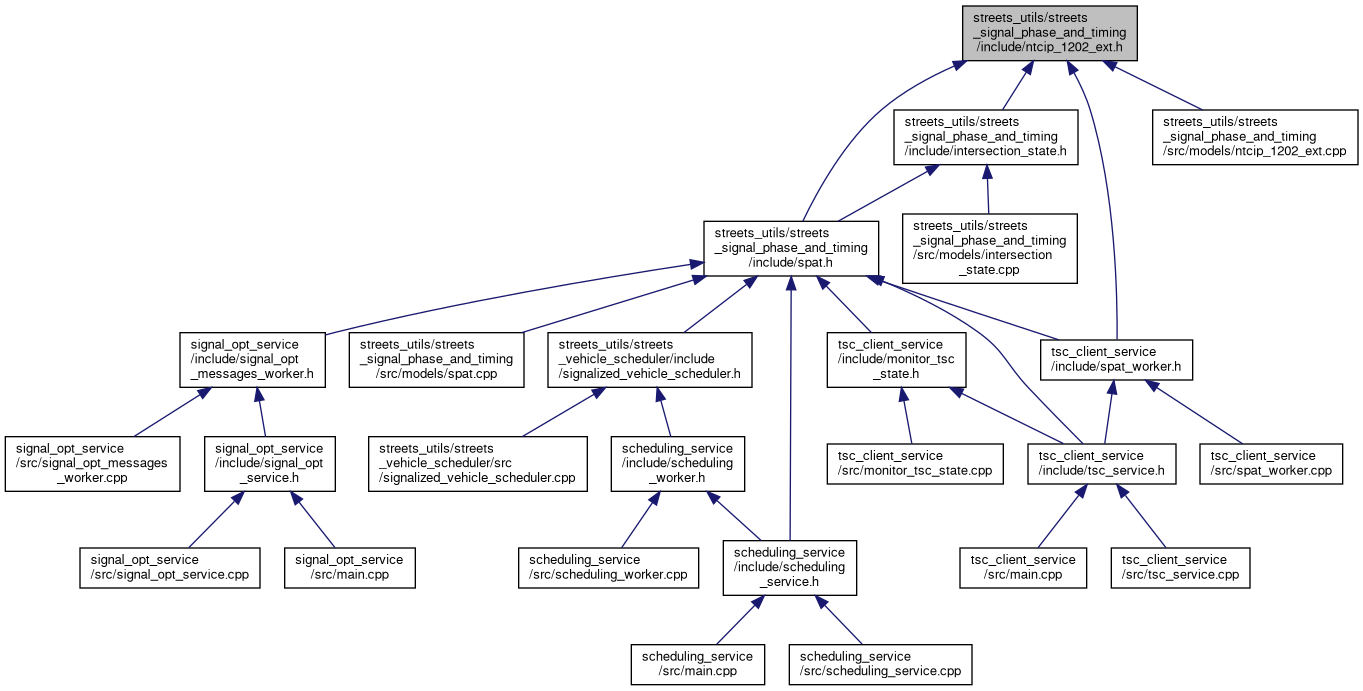 streets_utils/streets
_signal_phase_and_timing
/include/ntcip_1202_ext.h
streets_utils/streets
_signal_phase_and_timing
/include/intersection_state.h
streets_utils/streets
_signal_phase_and_timing
/src/models/ntcip_1202_ext.cpp
streets_utils/streets
_signal_phase_and_timing
/include/spat.h
streets_utils/streets
_signal_phase_and_timing
/src/models/intersection
_state.cpp
signal_opt_service
/include/signal_opt
_messages_worker.h
streets_utils/streets
_signal_phase_and_timing
/src/models/spat.cpp
streets_utils/streets
_vehicle_scheduler/include
/signalized_vehicle_scheduler.h
tsc_client_service
/include/monitor_tsc
_state.h
tsc_client_service
/include/spat_worker.h
signal_opt_service
/src/signal_opt_messages
_worker.cpp
signal_opt_service
/include/signal_opt
_service.h
streets_utils/streets
_vehicle_scheduler/src
/signalized_vehicle_scheduler.cpp
scheduling_service
/include/scheduling
_worker.h
tsc_client_service
/src/monitor_tsc_state.cpp
tsc_client_service
/include/tsc_service.h
tsc_client_service
/src/spat_worker.cpp
signal_opt_service
/src/signal_opt_service.cpp
signal_opt_service
/src/main.cpp
scheduling_service
/src/scheduling_worker.cpp
scheduling_service
/include/scheduling
_service.h
tsc_client_service
/src/main.cpp
tsc_client_service
/src/tsc_service.cpp
scheduling_service
/src/main.cpp
scheduling_service
/src/scheduling_service.cpp